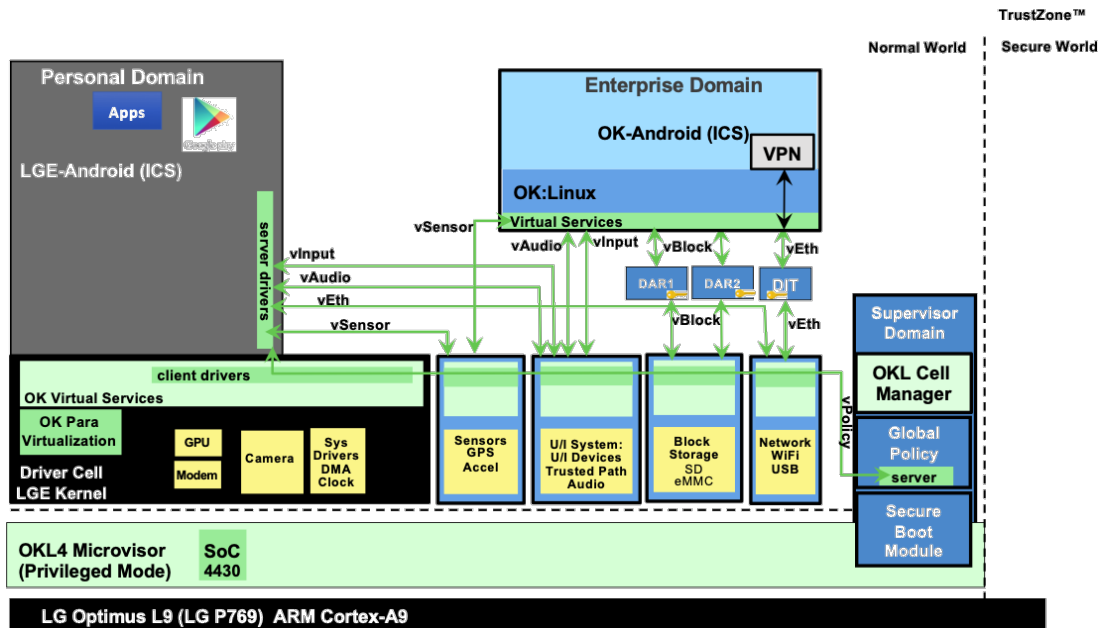 TrustZone™
Normal World
Secure World
Personal Domain
Apps
LGE-Android (ICS)
server drivers
Enterprise Domain
OK-Android (ICS)
VPN
OK:Linux
Virtual Services
vSensor
vAudio
vInput
vBlock
vEth
vInput
vAudio
vEth
vSensor
DAR1
DAR2
DIT
vBlock
vEth
Supervisor
Domain
OKL Cell
Manager
vPolicy
Global
Policy
server
Secure
Boot
Module
client drivers
OK Virtual Services
OK Para
Virtualization
Driver Cell
LGE Kernel
GPU
Modem
Camera
Sys
Drivers
DMA
Clock
Sensors
GPS
Accel
U/I System:
U/I Devices
Trusted Path
Audio
Block
Storage
SD
eMMC
Network
WiFi
USB
OKL4 Microvisor
(Privileged Mode)
SoC
4430
LG Optimus L9 (LG P769) ARM Cortex-A9